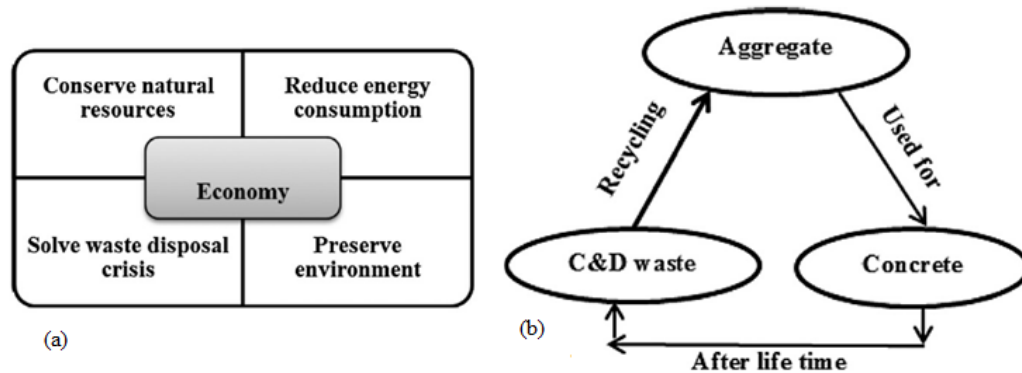 Conserve natural
resources
Reduce energy
consumption
Economy
Solve waste disposal
crisis
Preserve
environment
(a)
Aggregate
Recycling
Used for
C&D waste
Concrete
After life time
(b)